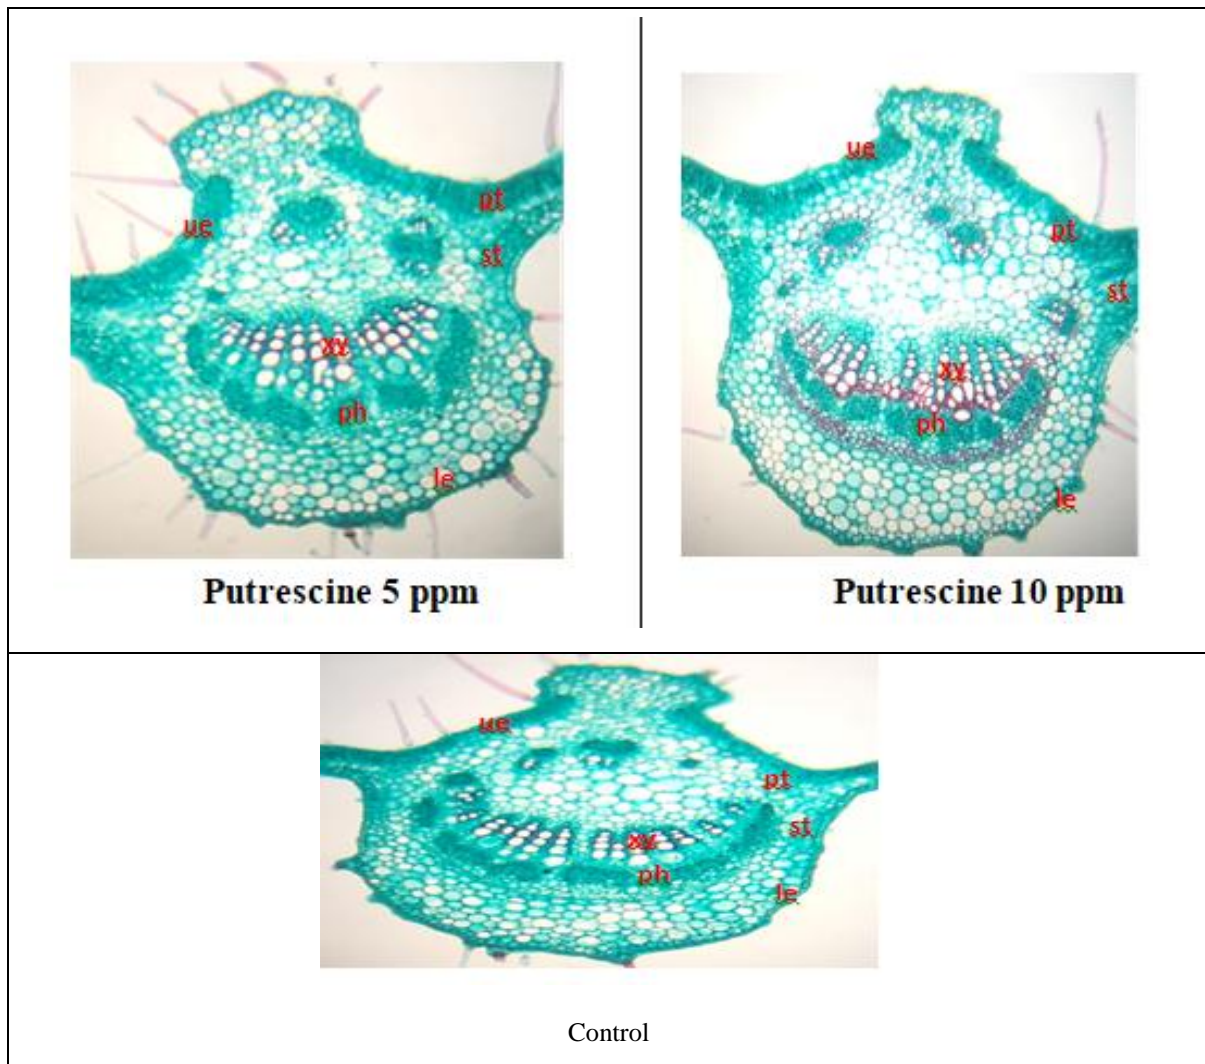 ue
pt
st
xy
ph
le
Putrescine 5 ppm
ue
pt
st
xy
ph
le
Putrescine 10 ppm
ue
pt
st
xy
ph
le
Control